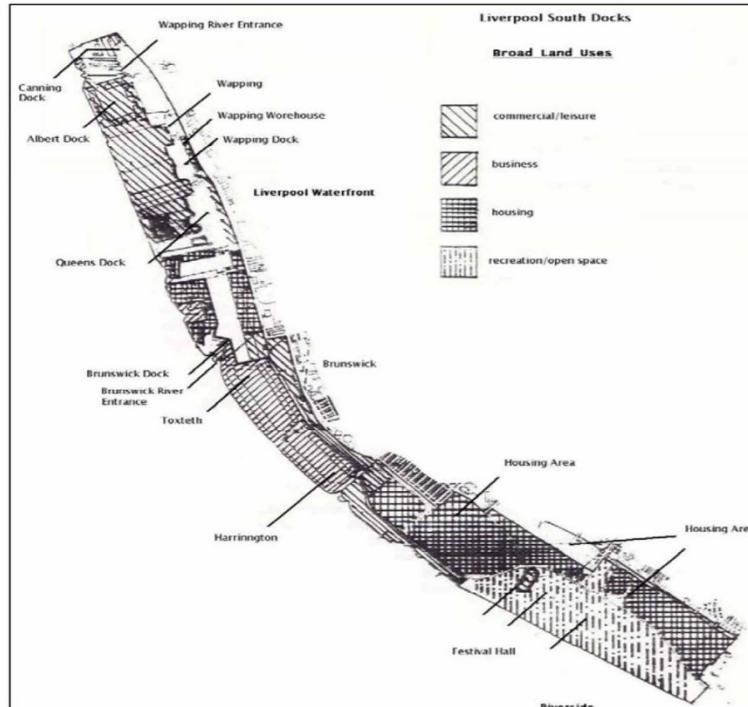 Liverpool South Docks
Broad Land Uses
Wapping River Entrance
Canning
Dock
Wapping
commercial/leisure
Wapping Worehouse
Albert Dock
Wapping Dock
business
Liverpool Waterfront
housing
Queens Dock
recreation/open space
Brunswick Dock
Brunswick
Brunswick River
Entrance
Toxteth
Housing Area
Harrinngton
Housing Are
Festival Hall
Riverside